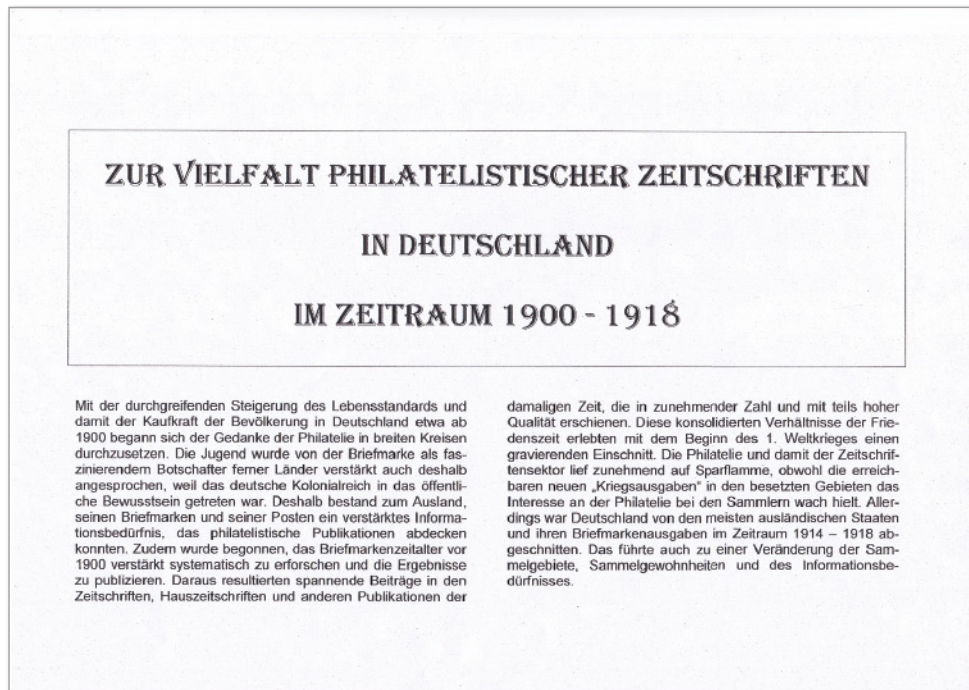 ZUR VIELFALT PHILATELISTISCHER ZEITSCHRIFTEN
IN DEUTSCHLAND
IM ZEITRAUM 1900 - 1918
Mit der durchgreifenden Steigerung des Lebensstandards und
damit der Kaufkraft der Bevölkerung in Deutschland etwa ab
1900 begann sich der Gedanke der Philatelie in breiten Kreisen
durchzusetzen. Die Jugend wurde von der Briefmarke als fas-
zinierendem Botschafter ferner Länder verstärkt auch deshalb
angesprochen, weil das deutsche Kolonialreich in das öffentli-
che Bewusstsein getreten war. Deshalb bestand zum Ausland,
seinen Briefmarken und seiner Posten ein verstärktes Informa-
tionsbedürfnis, das philatelistische Publikationen abdecken
konnten. Zudem wurde begonnen, das Briefmarkenzeitalter vor
1900 verstärkt systematisch zu erforschen und die Ergebnisse
zu publizieren. Daraus resultierten spannende Beiträge in den
Zeitschriften, Hauszeitschriften und anderen Publikationen der
damaligen Zeit, die in zunehmender Zahl und mit teils hoher
Qualität erschienen. Diese konsolidierten Verhältnisse der Frie-
denszeit erlebten mit dem Beginn des 1. Weltkrieges einen
gravierenden Einschnitt. Die Philatelie und damit der Zeitschrif-
tensektor lief zunehmend auf Sparflamme, obwohl die erreich-
baren neuen „Kriegsausgaben“ in den besetzten Gebieten das
Interesse an der Philatelie bei den Sammlern wach hielt. Aller-
dings war Deutschland von den meisten ausländischen Staaten
und ihren Briefmarkenausgaben im Zeitraum 1914 – 1918 ab-
geschnitten. Das führte auch zu einer Veränderung der Sam-
melgebiete, Sammelgewohnheiten und des Informationsbe-
dürfnisses.